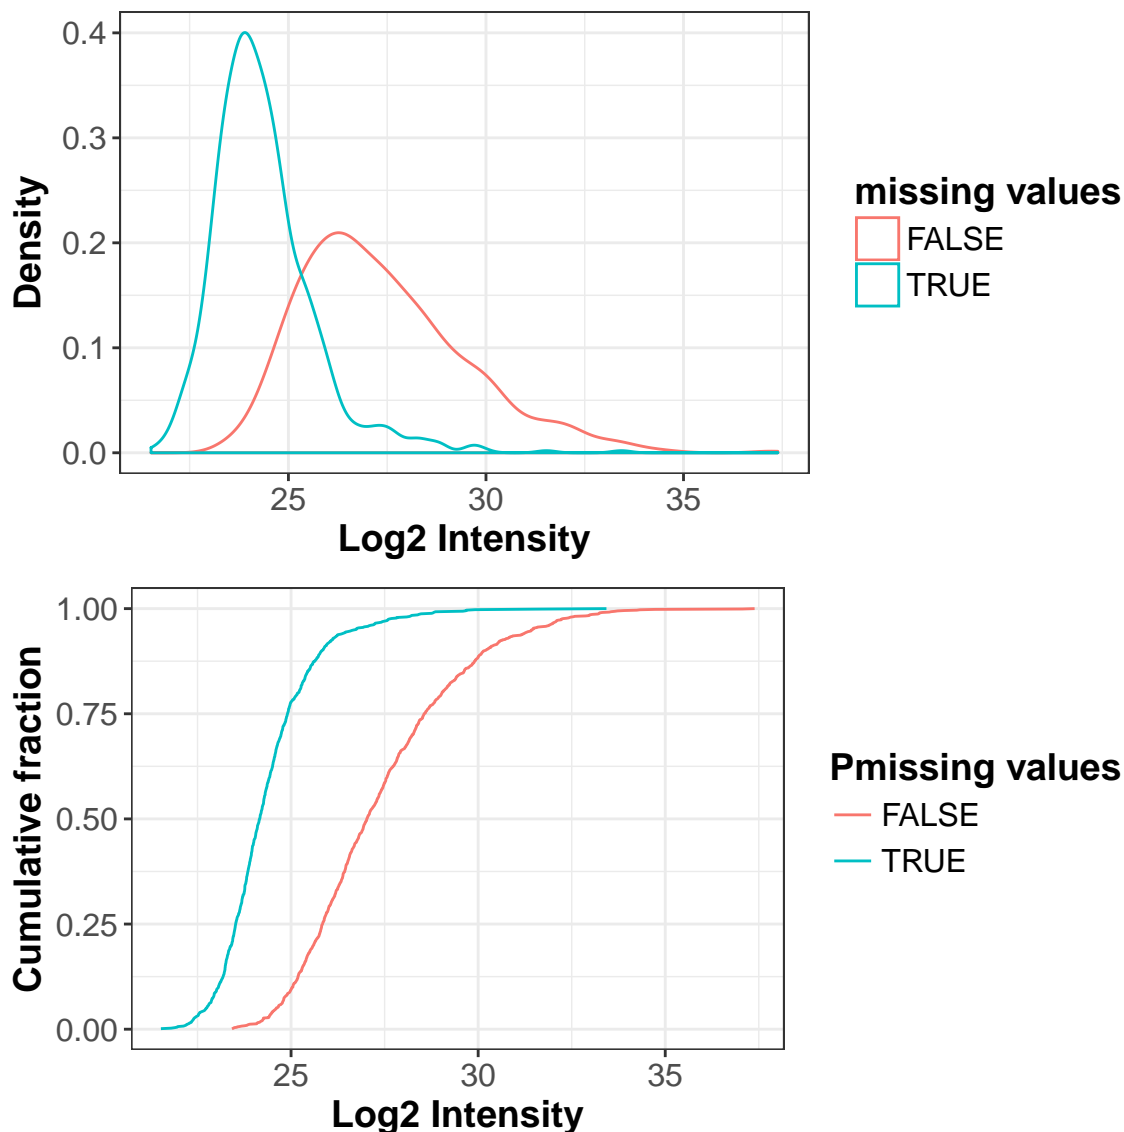 0.4
0.3
0.2
0.1
0.0
Density
25 30 35
Log2 Intensity
missing values
FALSE
TRUE
1.00
0.75
0.50
0.25
0.00
Cumulative fraction
25 30 35
Log2 Intensity
Pmissing values
FALSE
TRUE